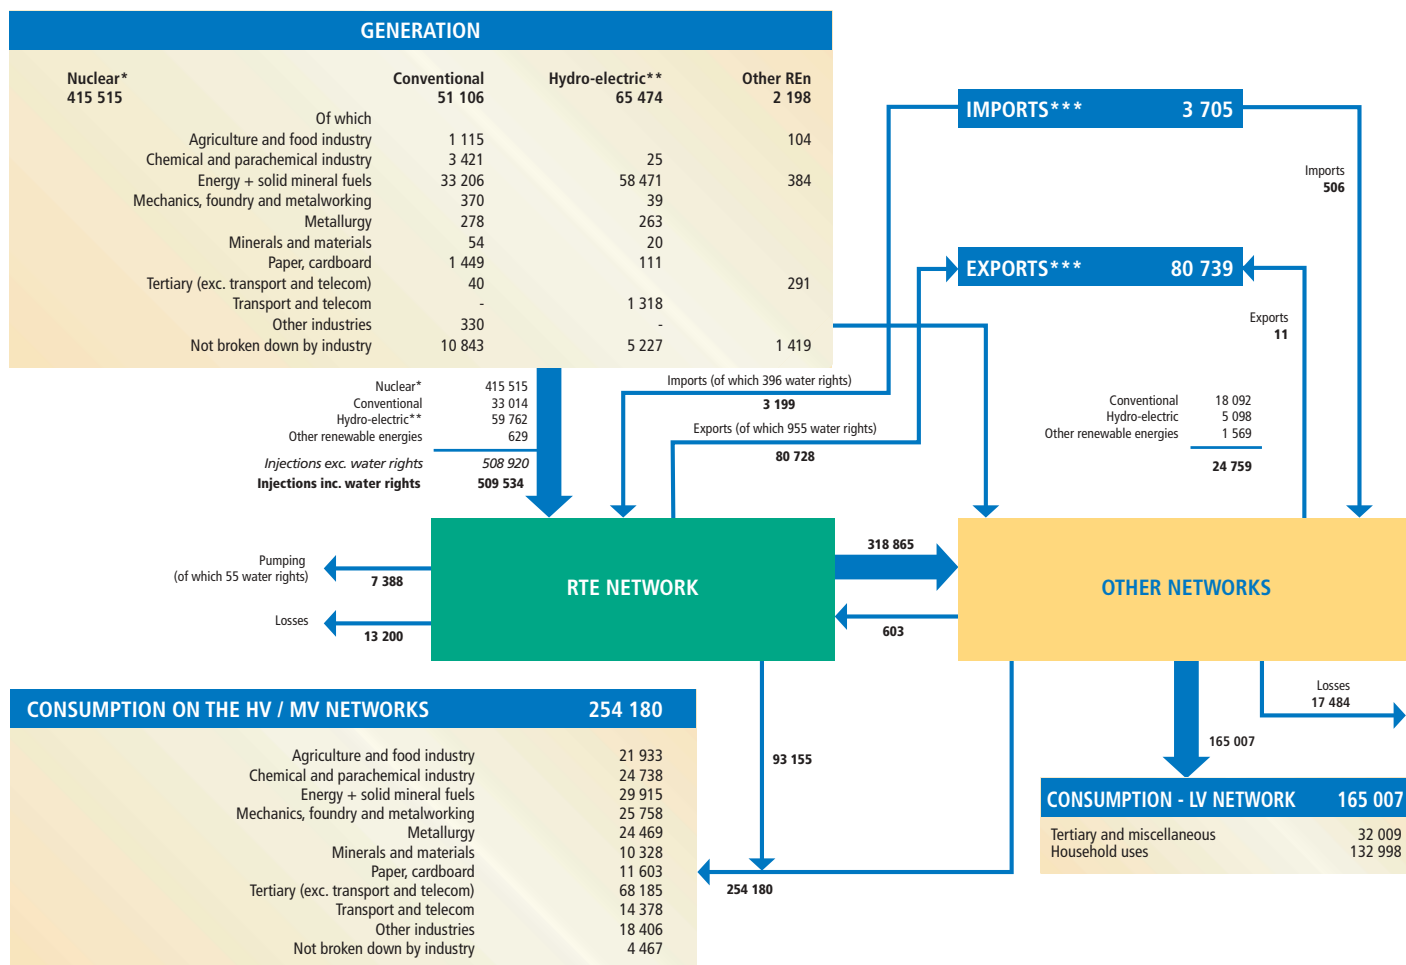 GENERATION
Nuclear* Conventional Hydro-electric** Other REn
415 515 51 106 65 474 2 198
Of which
Agriculture and food industry 1 115 104
Chemical and parachemical industry 3 421 25
Energy + solid mineral fuels 33 206 58 471 384
Mechanics, foundry and metalworking 370 39
Metallurgy 278 263
Minerals and materials 54 20
Paper, cardboard 1 449 111
Tertiary (exc. transport and telecom) 40 291
Transport and telecom - 1 318
Other industries 330 -
Not broken down by industry 10 843 5 227 1 419
IMPORTS*** 3 705
Imports
506
EXPORTS*** 80 739
Exports
11
Nuclear* 415 515
Conventional 33 014
Hydro-electric** 59 762
Other renewable energies 629
Injections exc. water rights 508 920
Injections inc. water rights 509 534
Imports (of which 396 water rights)
3 199
Exports (of which 955 water rights)
80 728
Conventional 18 092
Hydro-electric 5 098
Other renewable energies 1 569
24 759
Pumping
(of which 55 water rights)
7 388
Losses
13 200
RTE NETWORK
318 865
603
OTHER NETWORKS
Losses
17 484
165 007
93 155
254 180
CONSUMPTION ON THE HV / MV NETWORKS 254 180
Agriculture and food industry 21 933
Chemical and parachemical industry 24 738
Energy + solid mineral fuels 29 915
Mechanics, foundry and metalworking 25 758
Metallurgy 24 469
Minerals and materials 10 328
Paper, cardboard 11 603
Tertiary (exc. transport and telecom) 68 185
Transport and telecom 14 378
Other industries 18 406
Not broken down by industry 4 467
CONSUMPTION - LV NETWORK 165 007
Tertiary and miscellaneous 32 009
Household uses 132 998